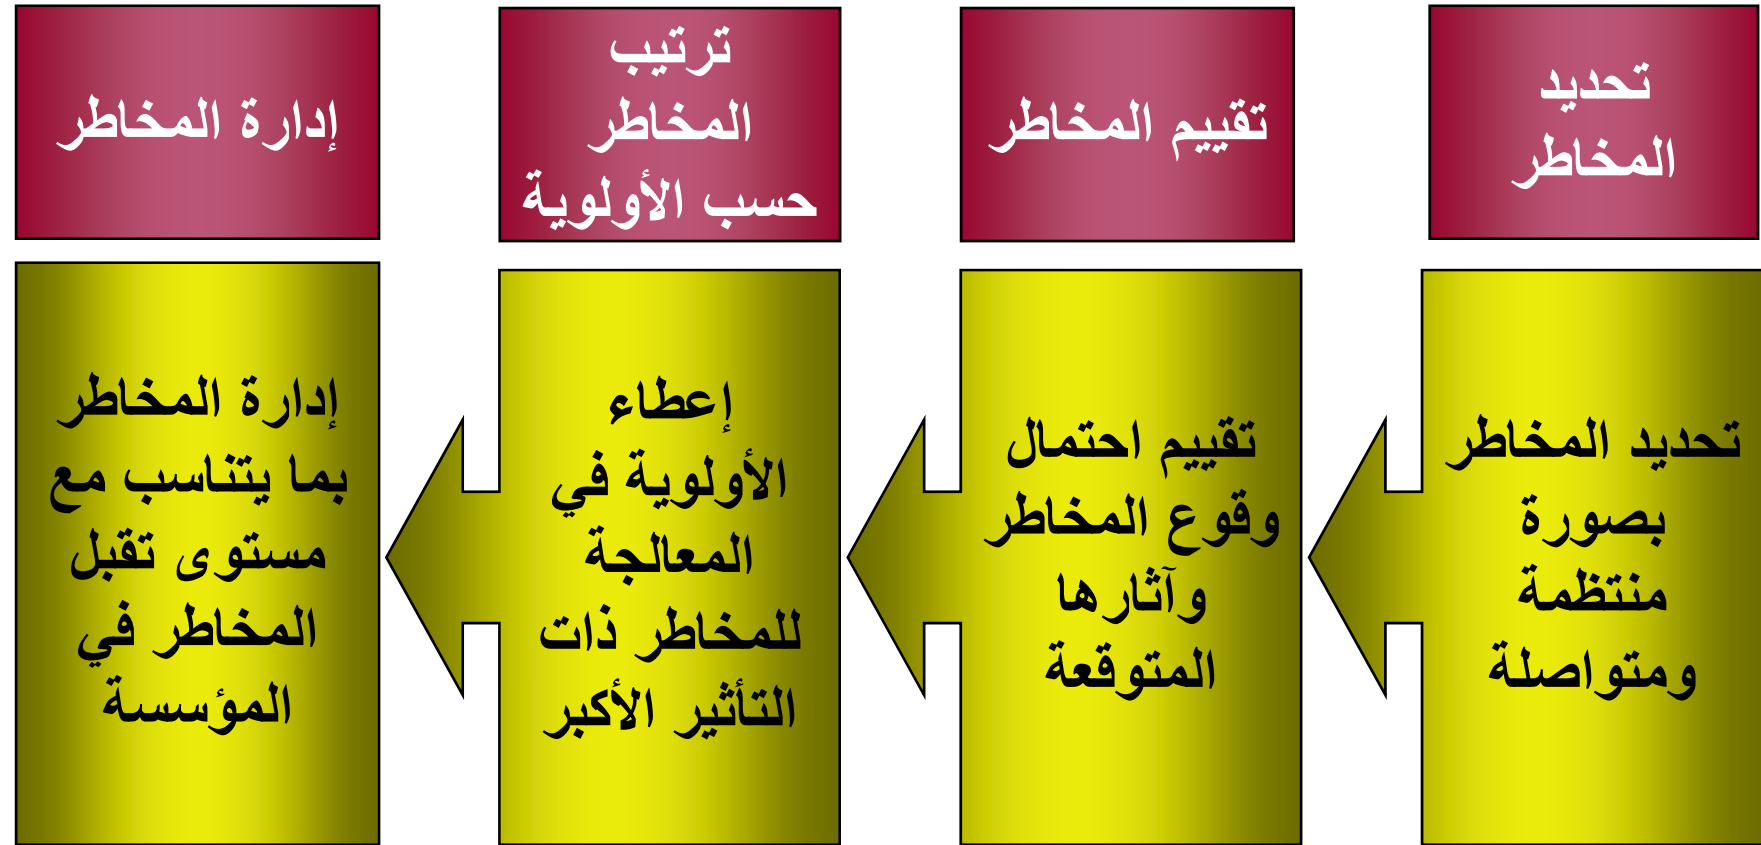 تحديد
المخاطر
تقييم المخاطر
ترتيب
المخاطر
حسب الأولوية
إدارة المخاطر
تحديد المخاطر
بصورة
منتظمة
ومتواصلة
تقييم احتمال
وقوع المخاطر
وآثارها
المتوقعة
إعطاء
الأولوية في
المعالجة
للمخاطر ذات
التأثير الأكبر
إدارة المخاطر
بما يتناسب مع
مستوى تقبل
المخاطر في
المؤسسة